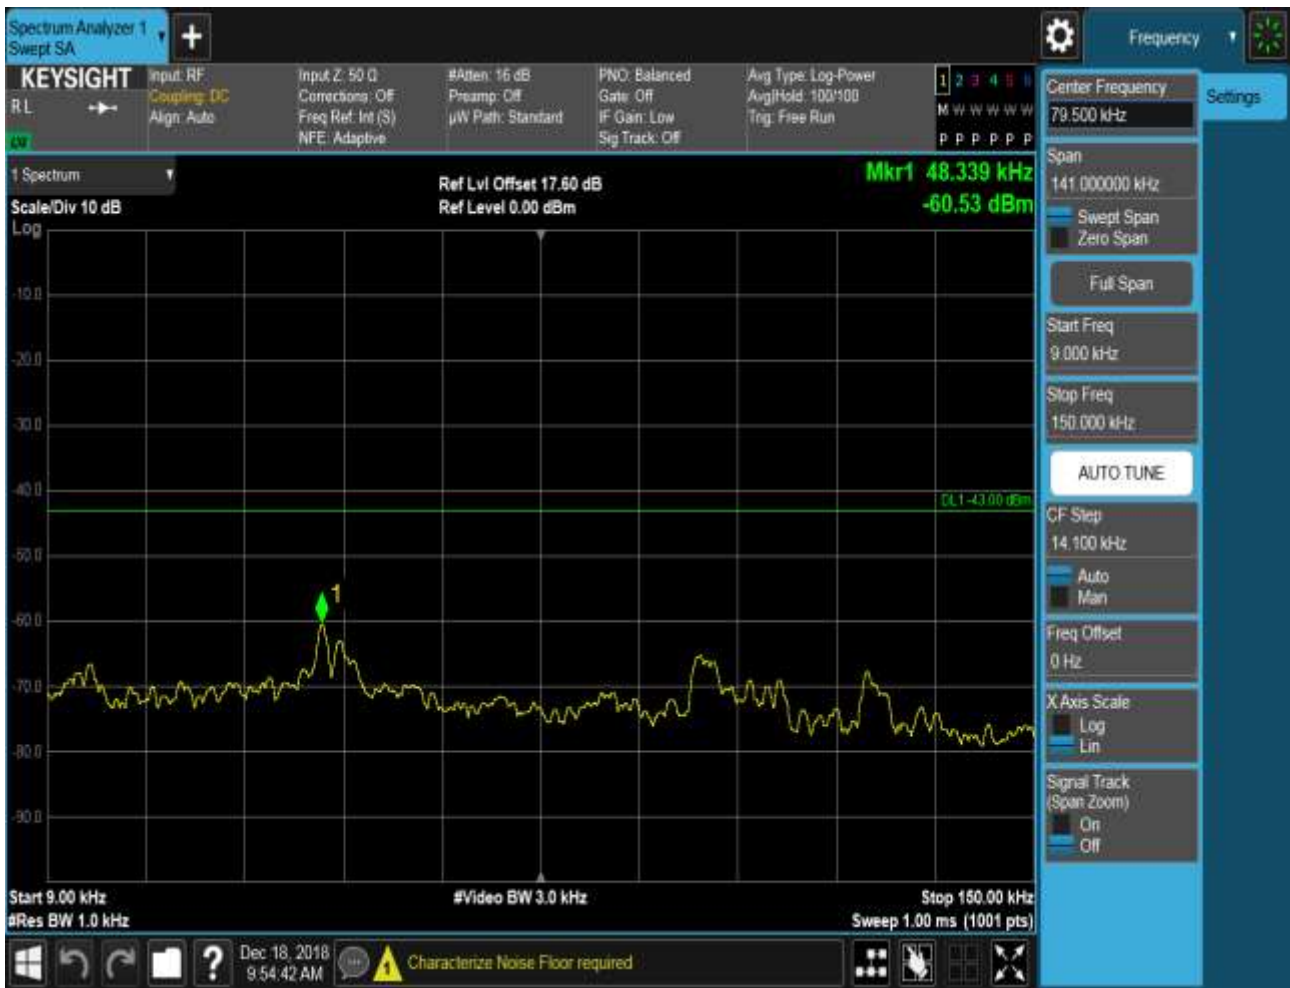 Spectrum Analyzer 1
Swept SA
+
Frequency
KEYSIGHT
R L
Input: RF
Coupling: DC
Align: Auto
Input Z: 50 Ω
Corrections: Off
Freq Ref: Int (S)
NFE: Adaptive
#Atten: 16 dB
Preamp: Off
µW Path: Standard
PNO: Balanced
Gate: Off
IF Gain: Low
Sig Track: Off
Avg Type: Log-Power
Avg|Hold: 100/100
Trig: Free Run
1 2 3 4 5 6
M W W W W W
P P P P P P
1 Spectrum
Scale/Div 10 dB
Log
Ref Lvl Offset 17.60 dB
Ref Level 0.00 dBm
Mkr1 48.339 kHz
-60.53 dBm
-10.0
-20.0
-30.0
-40.0
DL1 -43.00 dBm
-50.0
1
-60.0
-70.0
-80.0
-90.0
Start 9.00 kHz
#Res BW 1.0 kHz
#Video BW 3.0 kHz
Stop 150.00 kHz
Sweep 1.00 ms (1001 pts)
Center Frequency
79.500 kHz
Settings
Span
141.000000 kHz
Swept Span
Zero Span
Full Span
Start Freq
9.000 kHz
Stop Freq
150.000 kHz
AUTO TUNE
CF Step
14.100 kHz
Auto
Man
Freq Offset
0 Hz
X Axis Scale
Log
Lin
Signal Track
(Span Zoom)
On
Off
?
Dec 18, 2018
9:54:42 AM
1
Characterize Noise Floor required